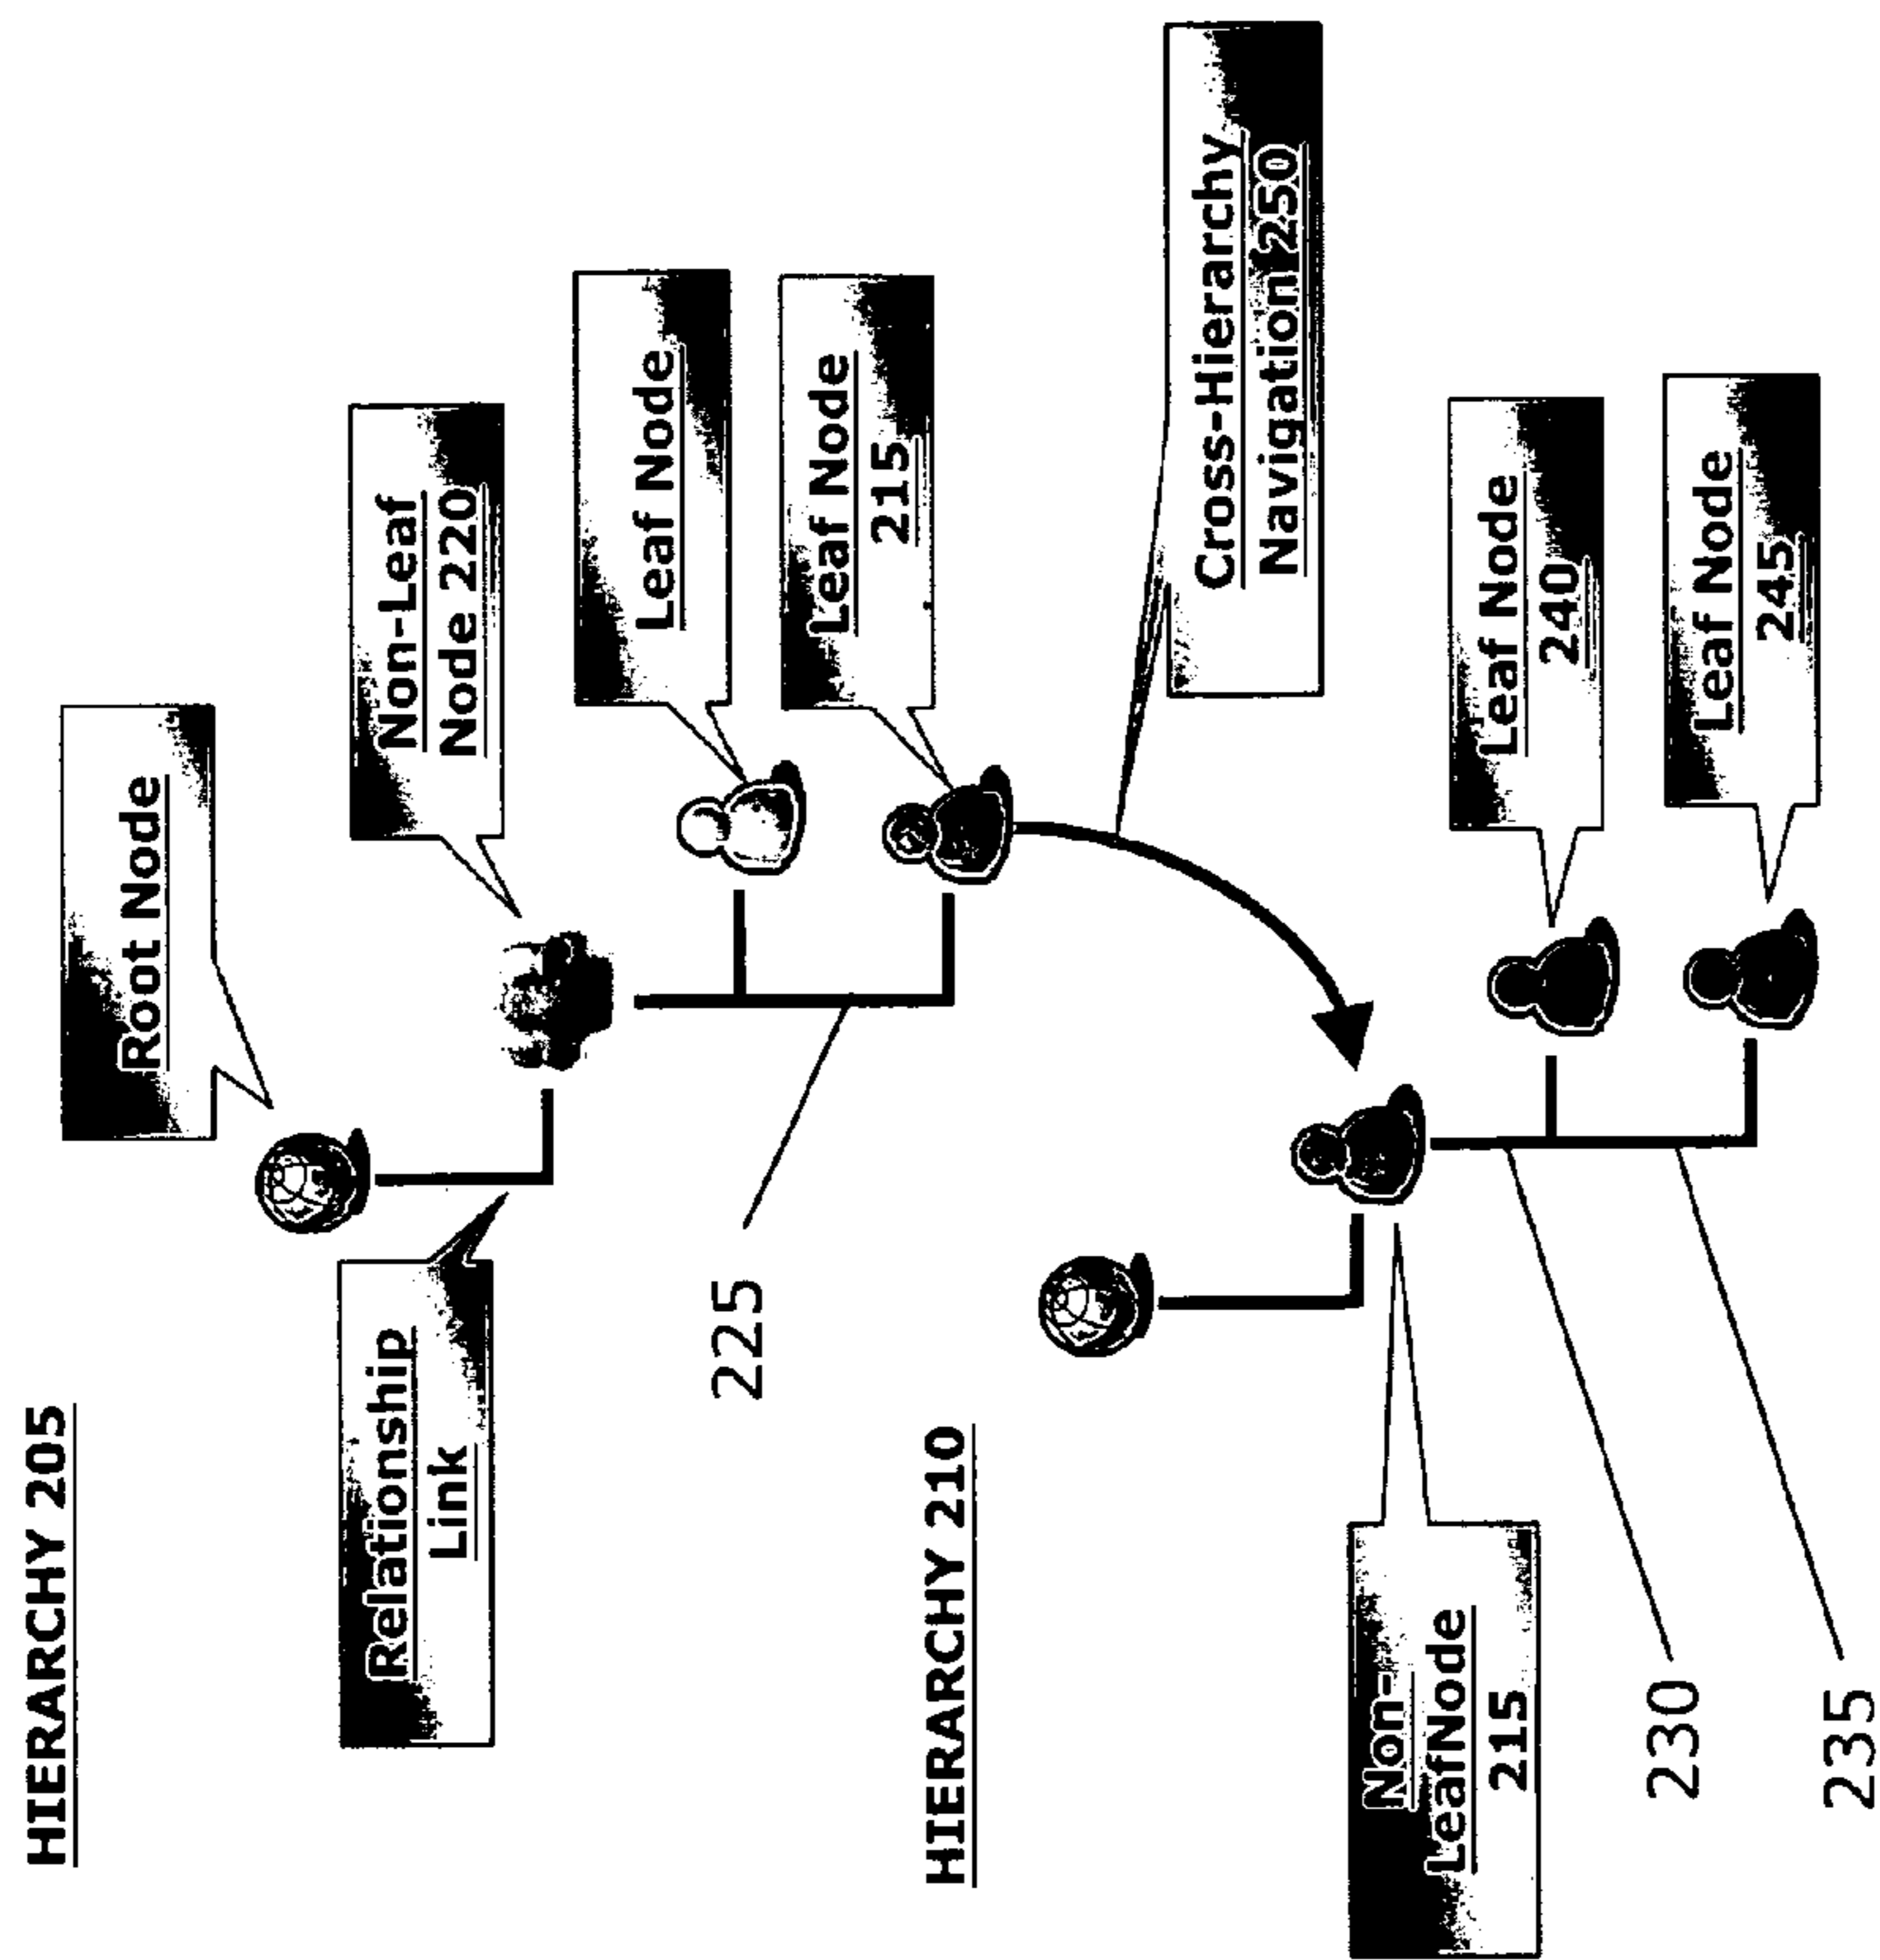 HIERARCHY 205
Root Node
Relationship
Link
Non-Leaf
Node 220
Leaf Node
Leaf Node
215
225
HIERARCHY 210
Cross-Hierarchy
Navigation 250
Non-
LeafNode
215
Leaf Node
240
230
Leaf Node
245
235